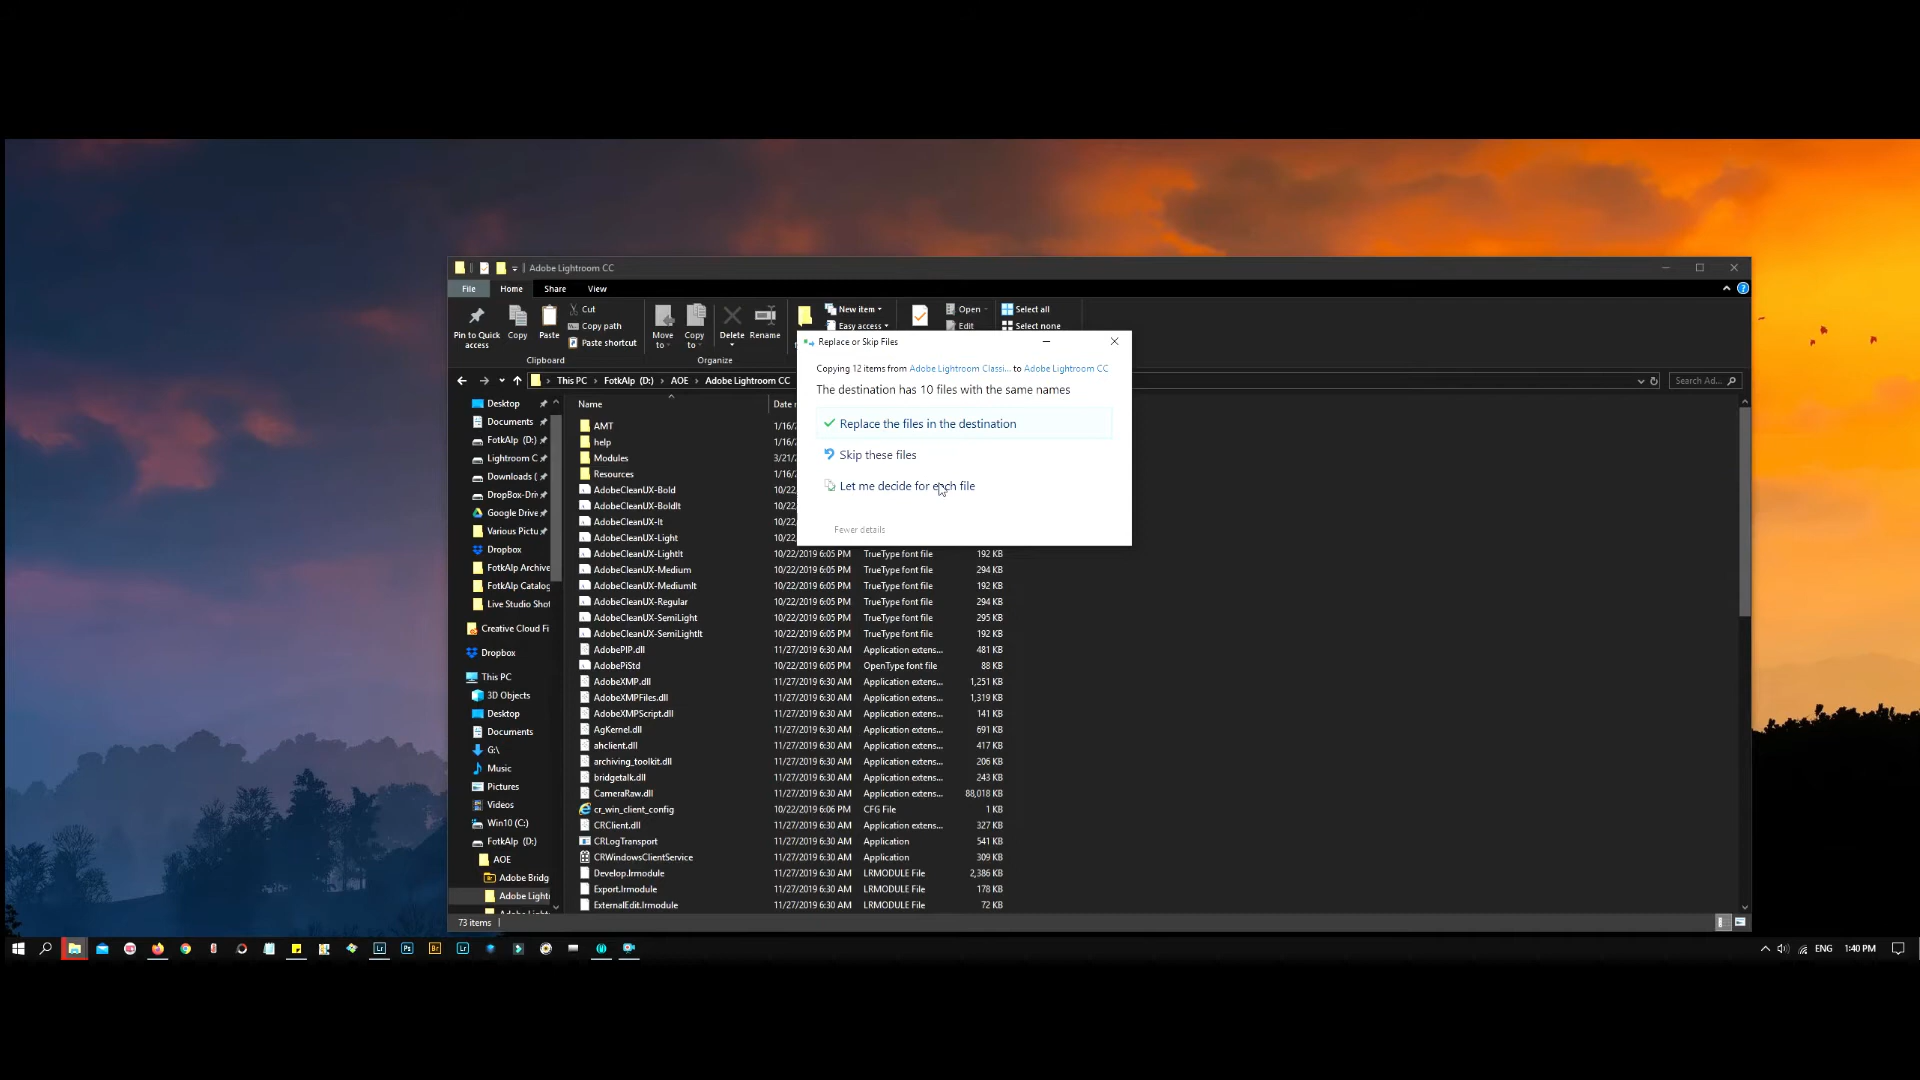 Adobe Lightroom CC
File Home Share View
Pin to Quick access
Copy
Paste
Cut
Copy path
Paste shortcut
Clipboard
Move to
Copy to
Delete
Rename
Organize
New item
Easy access
Open
Edit
Select all
Select none
This PC > FotkAlp (D:) > AOE > Adobe Lightroom CC
Search Ad...
Replace or Skip Files
Copying 12 items from Adobe Lightroom Classi... to Adobe Lightroom CC
The destination has 10 files with the same names
Replace the files in the destination
Skip these files
Let me decide for each file
Fewer details
Desktop
Documents
FotkAlp (D:)
Lightroom C
Downloads (
DropBox-Dri
Google Drive
Various Pictu
Dropbox
FotkAlp Archive
FotkAlp Catalog
Live Studio Shot
Creative Cloud Fi
Dropbox
This PC
3D Objects
Desktop
Documents
G:\
Music
Pictures
Videos
Win10 (C:)
FotkAlp (D:)
AOE
Adobe Bridg
Adobe Lightr
Name
AMT 1/16/
help 1/16/
Modules 3/21/
Resources 1/16/
AdobeCleanUX-Bold 10/22
AdobeCleanUX-BoldIt 10/22
AdobeCleanUX-It 10/22
AdobeCleanUX-Light 10/22
AdobeCleanUX-LightIt 10/22/2019 6:05 PM TrueType font file 192 KB
AdobeCleanUX-Medium 10/22/2019 6:05 PM TrueType font file 294 KB
AdobeCleanUX-MediumIt 10/22/2019 6:05 PM TrueType font file 192 KB
AdobeCleanUX-Regular 10/22/2019 6:05 PM TrueType font file 294 KB
AdobeCleanUX-SemiLight 10/22/2019 6:05 PM TrueType font file 295 KB
AdobeCleanUX-SemiLightIt 10/22/2019 6:05 PM TrueType font file 192 KB
AdobePIP.dll 11/27/2019 6:30 AM Application extens... 481 KB
AdobePiStd 10/22/2019 6:05 PM OpenType font file 88 KB
AdobeXMP.dll 11/27/2019 6:30 AM Application extens... 1,251 KB
AdobeXMPFiles.dll 11/27/2019 6:30 AM Application extens... 1,319 KB
AdobeXMPScript.dll 11/27/2019 6:30 AM Application extens... 141 KB
AgKernel.dll 11/27/2019 6:30 AM Application extens... 691 KB
ahclient.dll 11/27/2019 6:30 AM Application extens... 417 KB
archiving_toolkit.dll 11/27/2019 6:30 AM Application extens... 206 KB
bridgetalk.dll 11/27/2019 6:30 AM Application extens... 243 KB
CameraRaw.dll 11/27/2019 6:30 AM Application extens... 88,018 KB
cr_win_client_config 10/22/2019 6:06 PM CFG File 1 KB
CRClient.dll 11/27/2019 6:30 AM Application extens... 327 KB
CRLogTransport 11/27/2019 6:30 AM Application 541 KB
CRWindowsClientService 11/27/2019 6:30 AM Application 309 KB
Develop.lrmodule 11/27/2019 6:30 AM LRMODULE File 2,386 KB
Export.lrmodule 11/27/2019 6:30 AM LRMODULE File 178 KB
ExternalEdit.lrmodule 11/27/2019 6:30 AM LRMODULE File 72 KB
73 items
Lr
Ps
Br
Lr
ENG
1:40 PM